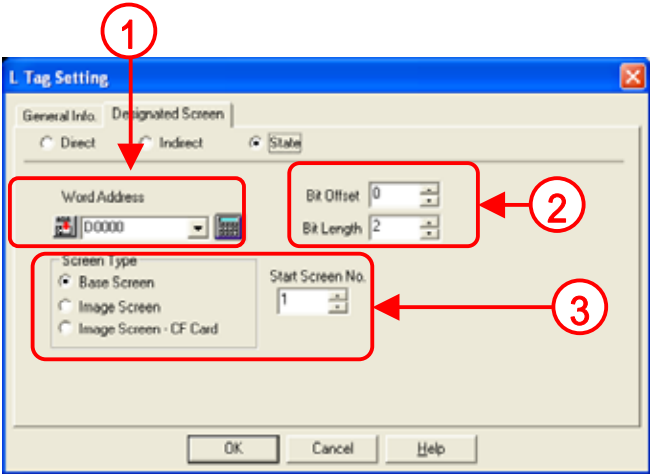 1
L Tag Setting
General Info. Designated Screen
Direct Indirect State
Word Address
D0000
Bit Offset 0
Bit Length 2
2
Screen Type
Base Screen
Image Screen
Image Screen - CF Card
Start Screen No.
1
3
OK Cancel Help